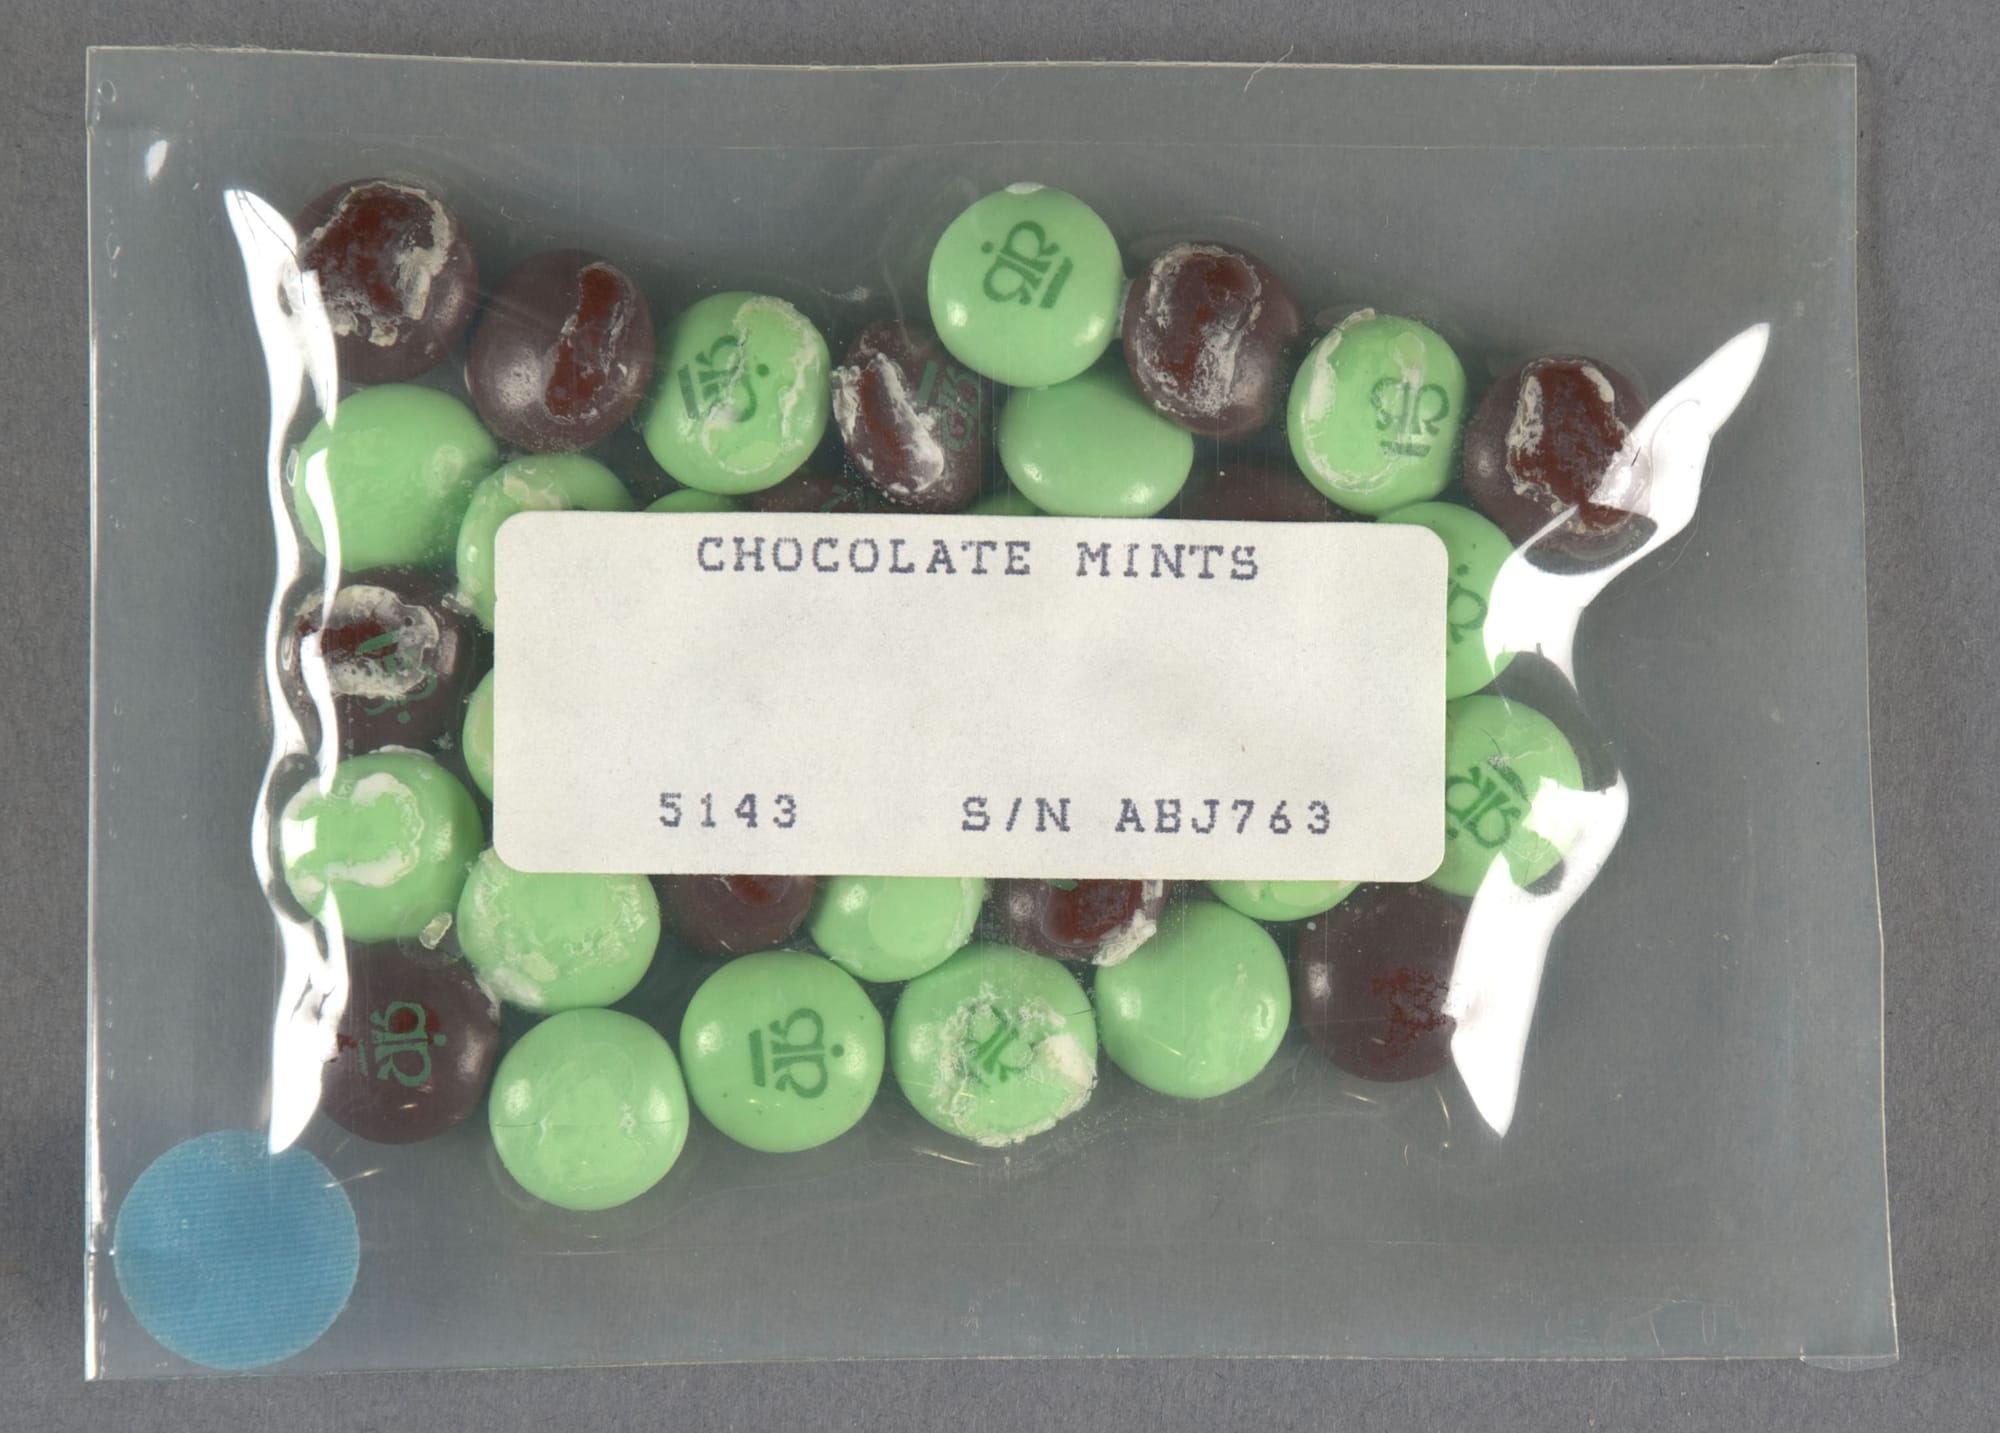 CHOCOLATE MINTS
5143 S/N ABJ763